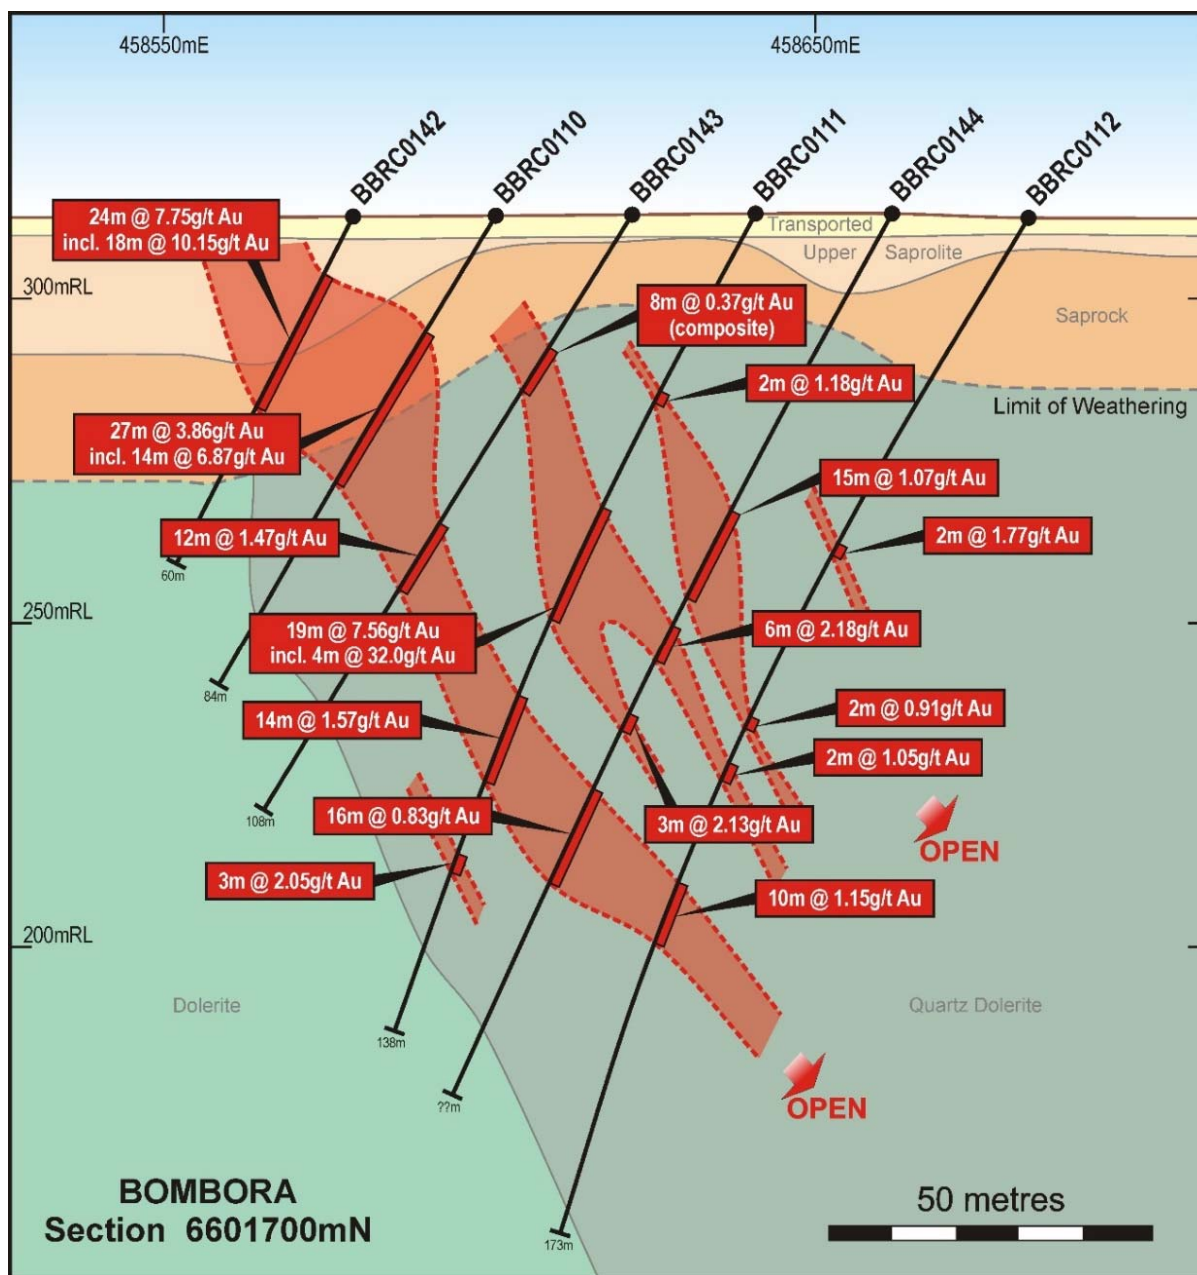 458550mE
458650mE
BBRC0142
BBRC0110
BBRC0143
BBRC0111
BBRC0144
BBRC0112
24m @ 7.75g/t Au
incl. 18m @ 10.15g/t Au
Transported
Upper Saprolite
300mRL
8m @ 0.37g/t Au
(composite)
Saprock
2m @ 1.18g/t Au
Limit of Weathering
27m @ 3.86g/t Au
incl. 14m @ 6.87g/t Au
15m @ 1.07g/t Au
12m @ 1.47g/t Au
2m @ 1.77g/t Au
60m
250mRL
19m @ 7.56g/t Au
incl. 4m @ 32.0g/t Au
6m @ 2.18g/t Au
84m
14m @ 1.57g/t Au
2m @ 0.91g/t Au
2m @ 1.05g/t Au
108m
16m @ 0.83g/t Au
3m @ 2.13g/t Au
OPEN
3m @ 2.05g/t Au
10m @ 1.15g/t Au
200mRL
Dolerite
Quartz Dolerite
138m
??m
OPEN
BOMBORA
Section 6601700mN
50 metres
173m